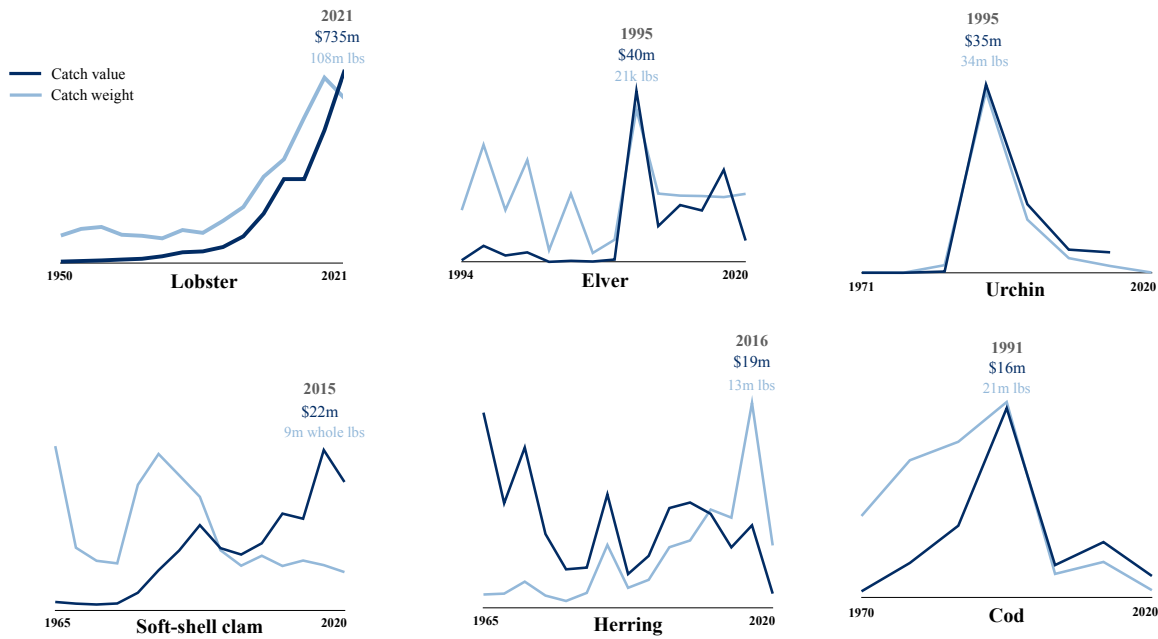 Catch value
Catch weight
2021
$735m
108m lbs
1950
2021
Lobster
1995
$40m
21k lbs
1994
2020
Elver
1995
$35m
34m lbs
1971
2020
Urchin
2015
$22m
9m whole lbs
1965
2020
Soft-shell clam
2016
$19m
13m lbs
1965
2020
Herring
1991
$16m
21m lbs
1970
2020
Cod